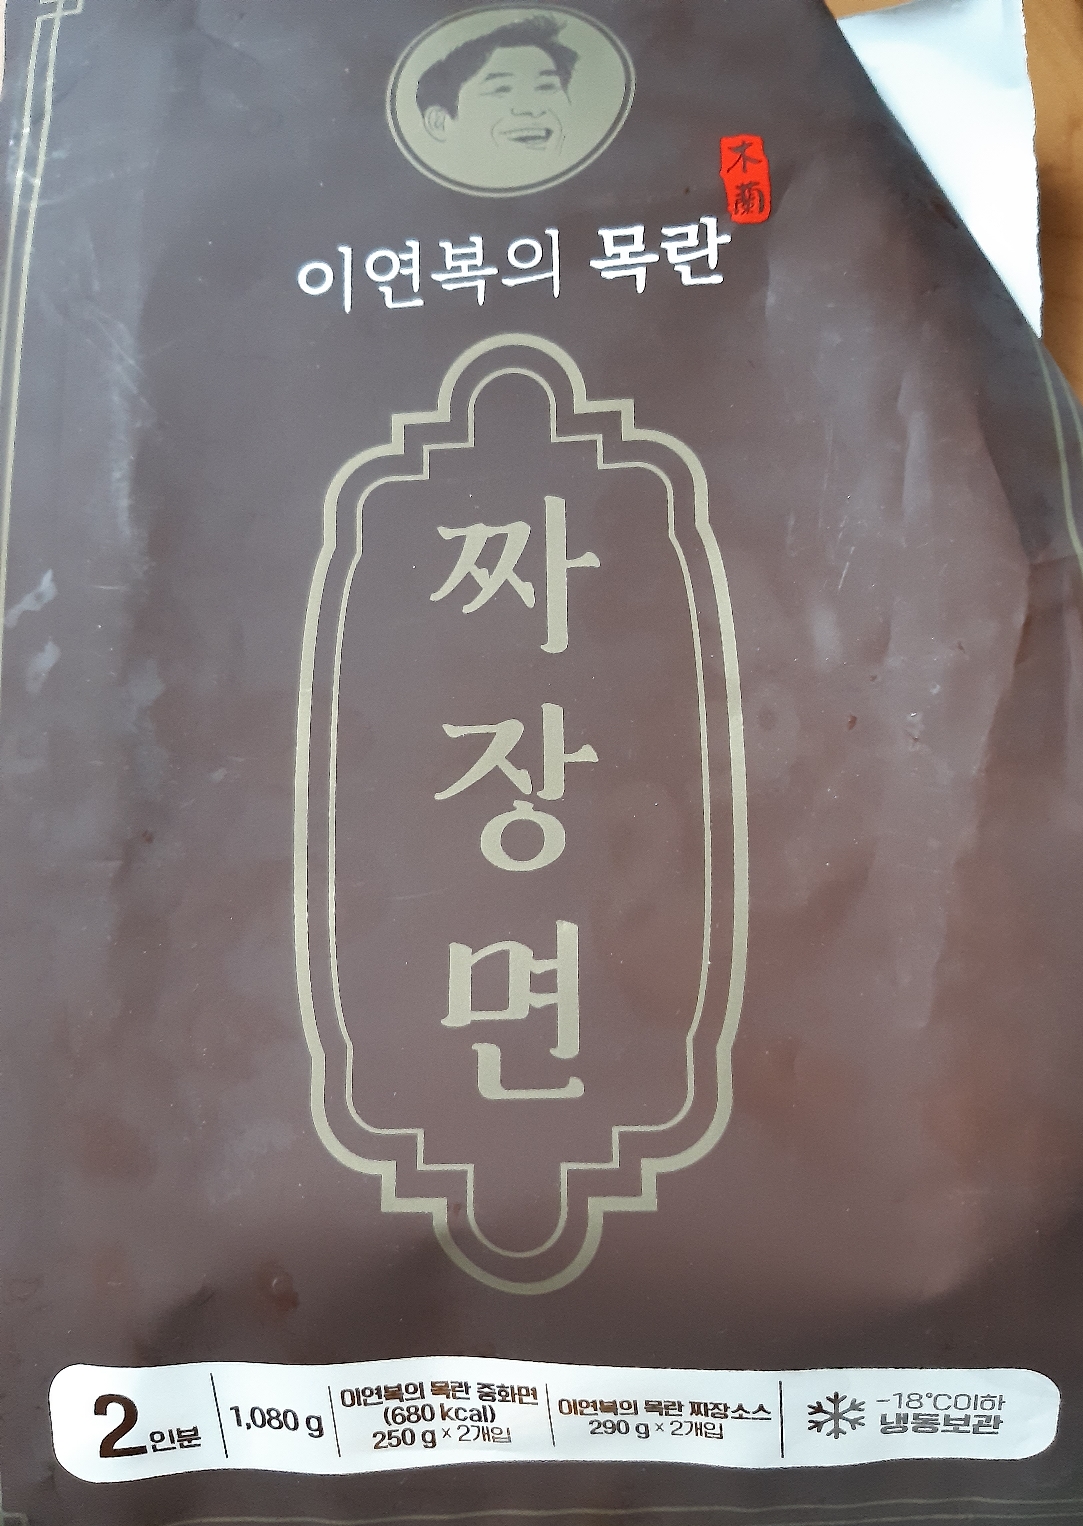 木
蘭
이연복의 목란
짜
장
면
2인분
1,080 g
이연복의 목란 중화면
(680 kcal)
250 g × 2개입
이연복의 목란 짜장소스
290 g × 2개입
-18℃이하
냉동보관